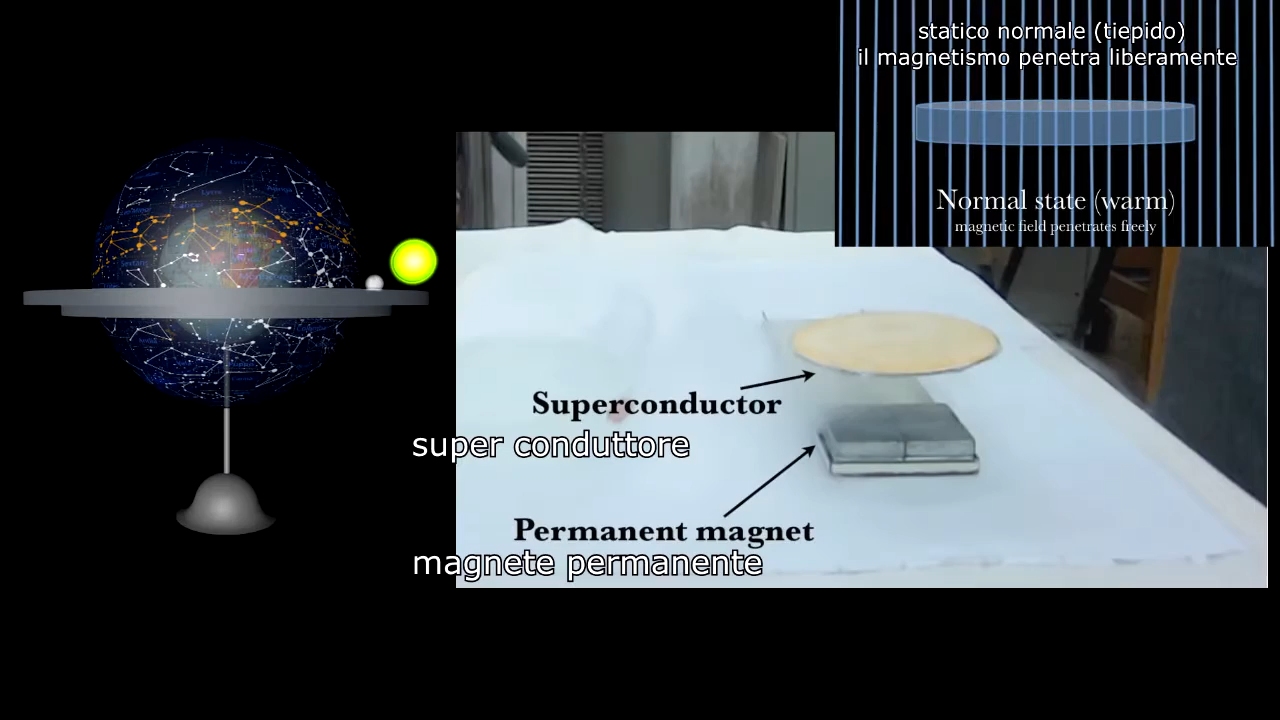 statico normale (tiepido)
il magnetismo penetra liberamente
Normal state (warm)
magnetic field penetrates freely
Superconductor
super conduttore
Permanent magnet
magnete permanente